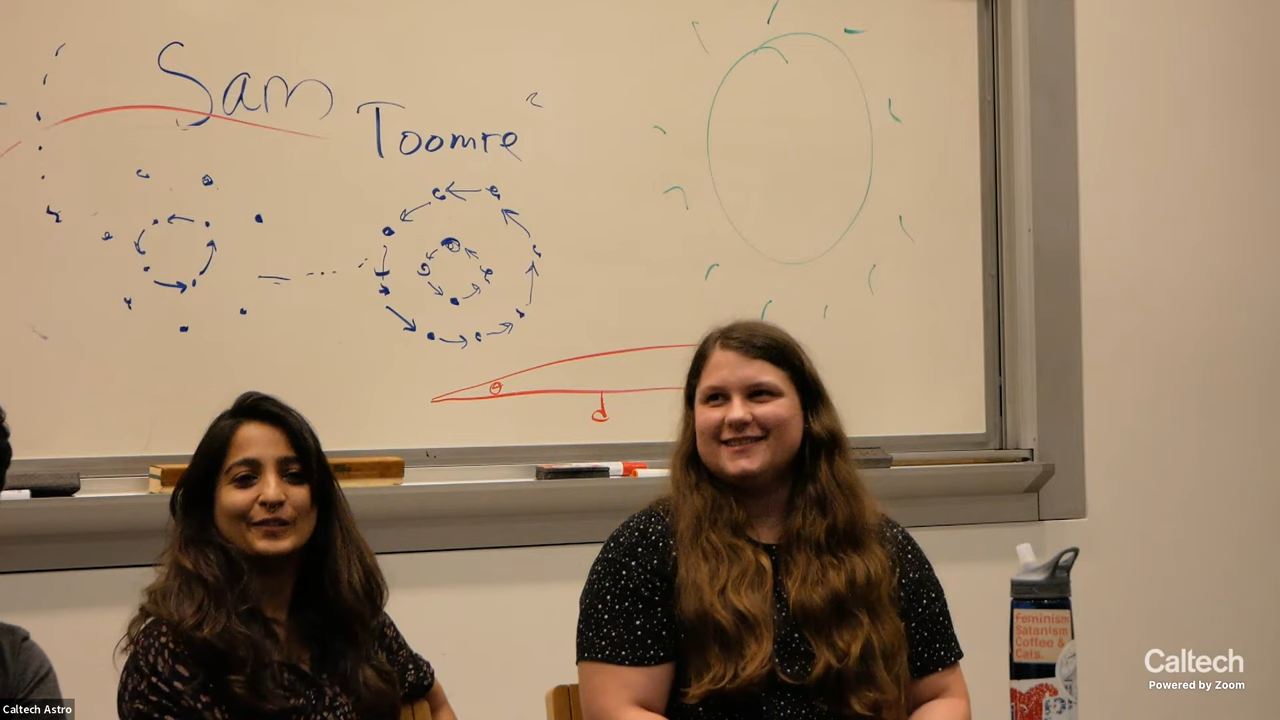 Sam
Toomre
θ
d
Feminism
Satanism
Coffee &
Cats.
Caltech
Powered by Zoom
Caltech Astro